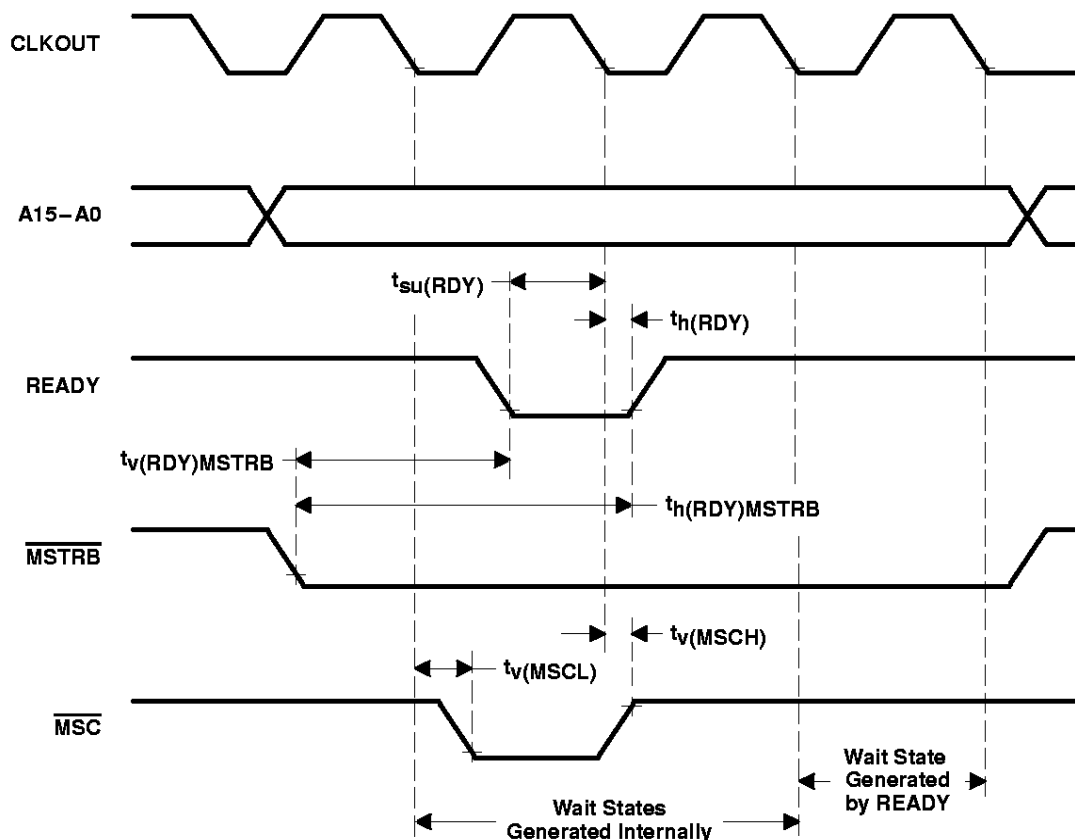 CLKOUT
A15–A0
tsu(RDY)
th(RDY)
READY
tv(RDY)MSTRB
th(RDY)MSTRB
MSTRB
tv(MSCH)
tv(MSCL)
MSC
Wait State
Generated
by READY
Wait States
Generated Internally